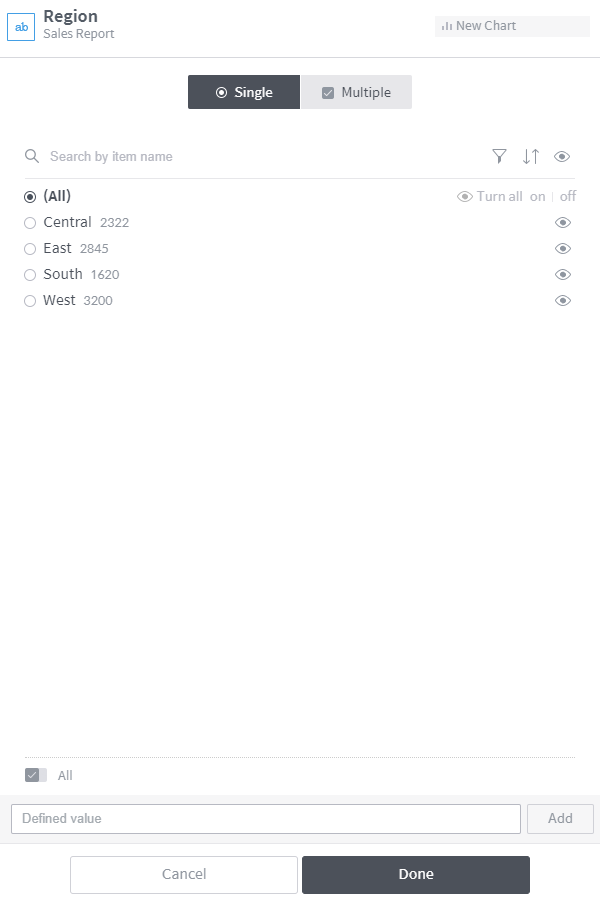 ab Region
Sales Report
New Chart
Single Multiple
Search by item name
(All) Turn all on off
Central 2322
East 2845
South 1620
West 3200
All
Defined value Add
Cancel Done